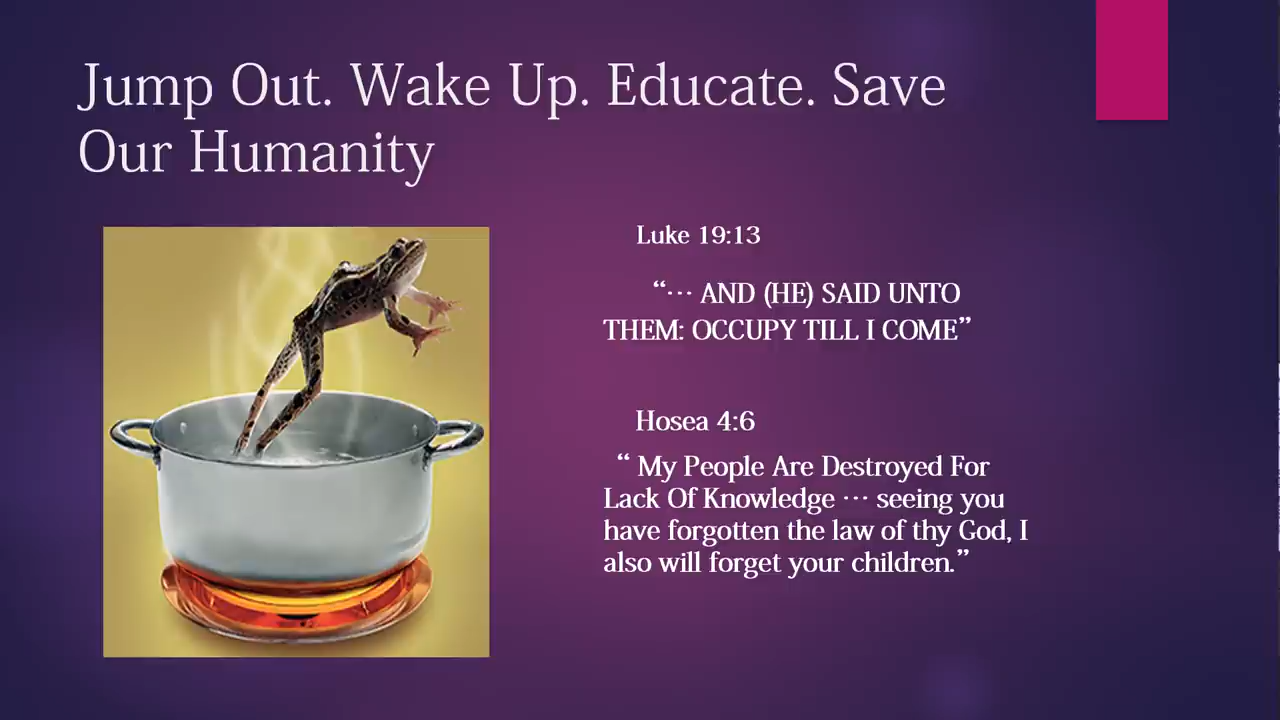 Jump Out. Wake Up. Educate. Save
Our Humanity
Luke 19:13
“⋯ AND (HE) SAID UNTO
THEM: OCCUPY TILL I COME”
Hosea 4:6
“ My People Are Destroyed For
Lack Of Knowledge ⋯ seeing you
have forgotten the law of thy God, I
also will forget your children.”